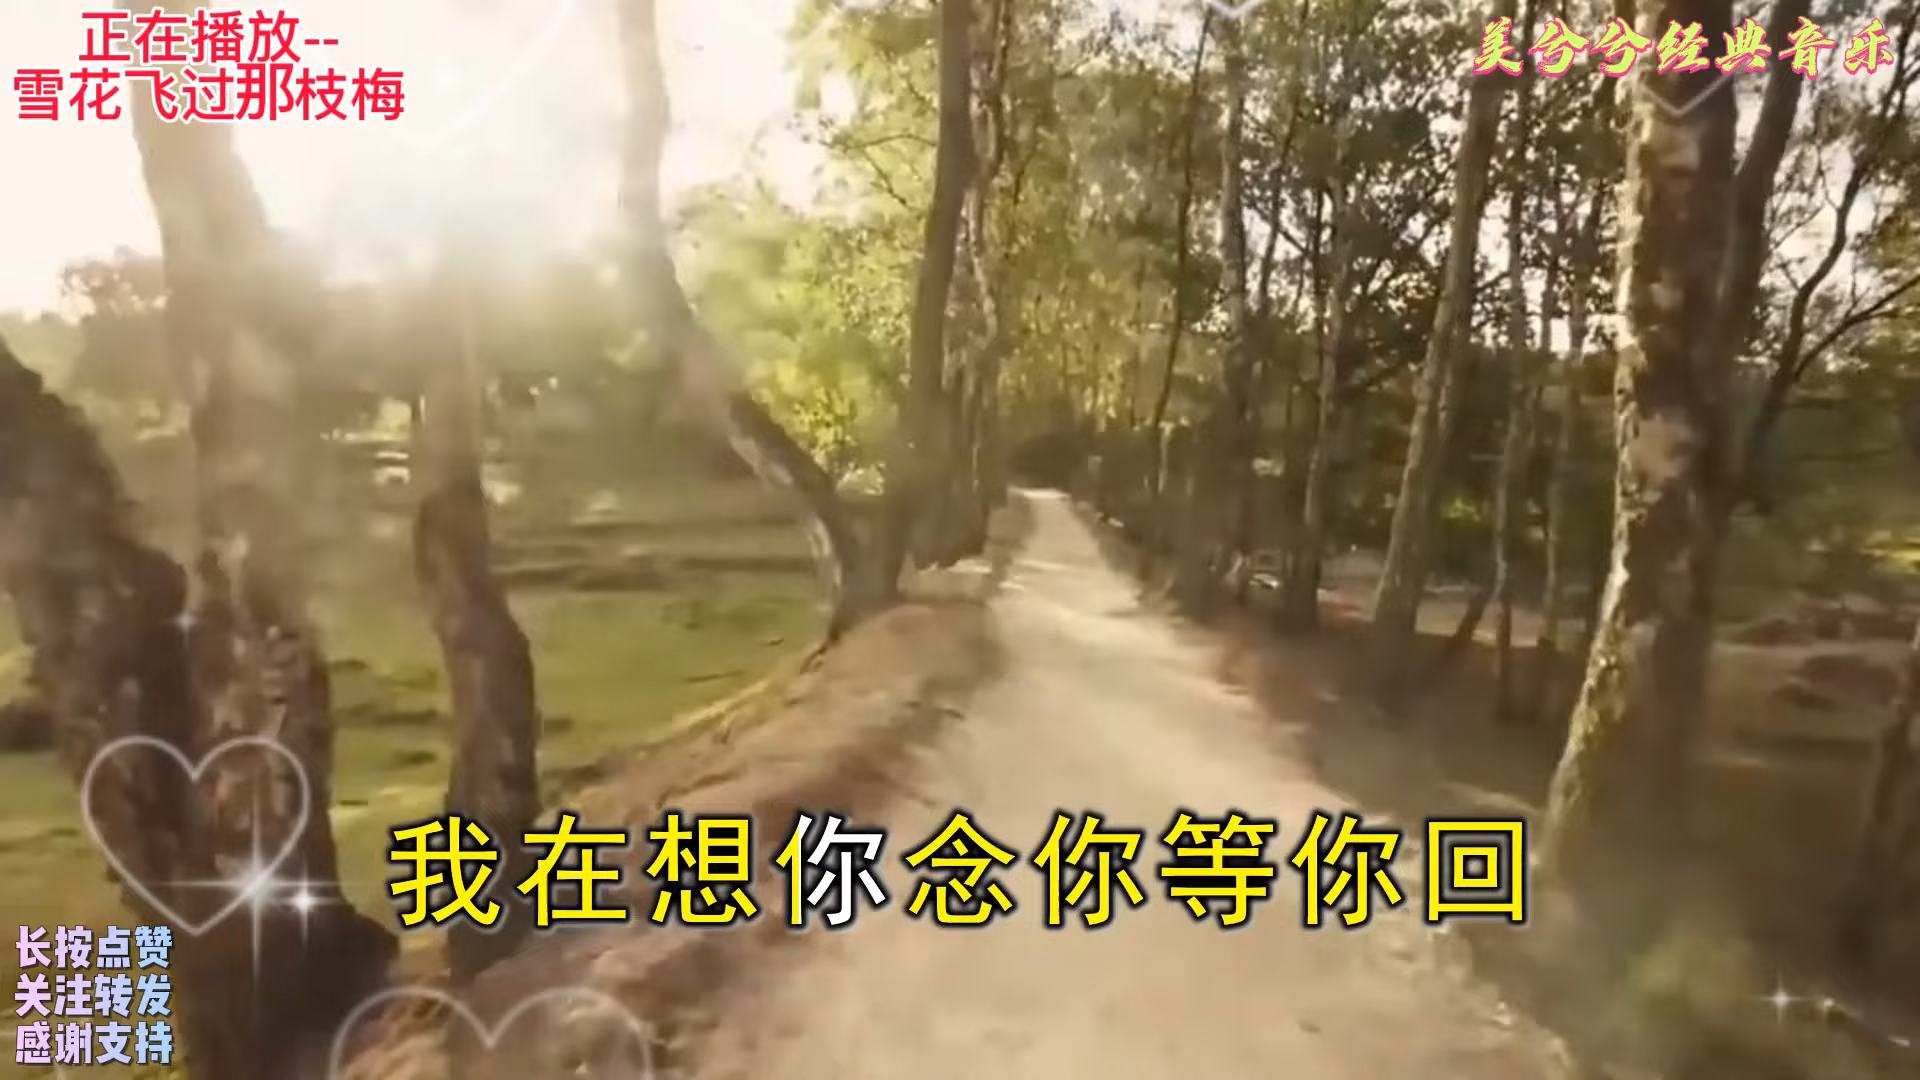 正在播放--
雪花飞过那枝梅
美兮兮经典音乐
我在想你念你等你回
长按点赞
关注转发
感谢支持